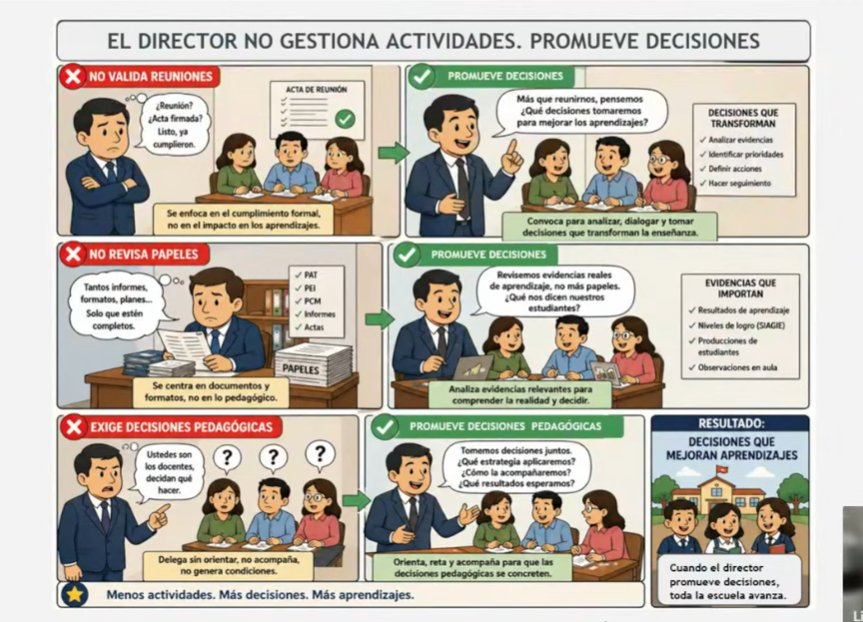 EL DIRECTOR NO GESTIONA ACTIVIDADES. PROMUEVE DECISIONES
NO VALIDA REUNIONES
¿Reunión?
¿Acta firmada?
Listo, ya
cumplieron.
ACTA DE REUNIÓN
Se enfoca en el cumplimiento formal,
no en el impacto en los aprendizajes.
PROMUEVE DECISIONES
Más que reunirnos, pensemos
¿Qué decisiones tomaremos
para mejorar los aprendizajes?
DECISIONES QUE
TRANSFORMAN
✓ Analizar evidencias
✓ Identificar prioridades
✓ Definir acciones
✓ Hacer seguimiento
Convoca para analizar, dialogar y tomar
decisiones que transforman la enseñanza.
NO REVISA PAPELES
Tantos informes,
formatos, planes...
Solo que estén
completos.
✓ PAT
✓ PEI
✓ PCM
✓ Informes
✓ Actas
PAPELES
Se centra en documentos y
formatos, no en lo pedagógico.
PROMUEVE DECISIONES
Revisemos evidencias reales
de aprendizaje, no más papeles.
¿Qué nos dicen nuestros
estudiantes?
EVIDENCIAS QUE
IMPORTAN
✓ Resultados de aprendizaje
✓ Niveles de logro (SIAGIE)
✓ Producciones de
estudiantes
✓ Observaciones en aula
Analiza evidencias relevantes para
comprender la realidad y decidir.
EXIGE DECISIONES PEDAGÓGICAS
Ustedes son
los docentes,
decidan qué
hacer.
? ? ?
Delega sin orientar, no acompaña,
no genera condiciones.
PROMUEVE DECISIONES PEDAGÓGICAS
Tomemos decisiones juntos.
¿Qué estrategia aplicaremos?
¿Cómo la acompañaremos?
¿Qué resultados esperamos?
Orienta, reta y acompaña para que las
decisiones pedagógicas se concreten.
RESULTADO:
DECISIONES QUE
MEJORAN APRENDIZAJES
Cuando el director
promueve decisiones,
toda la escuela avanza.
Menos actividades. Más decisiones. Más aprendizajes.